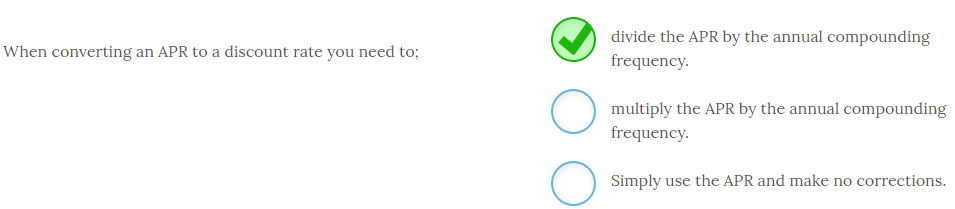 When converting an APR to a discount rate you need to;
divide the APR by the annual compounding
frequency.
multiply the APR by the annual compounding
frequency.
Simply use the APR and make no corrections.